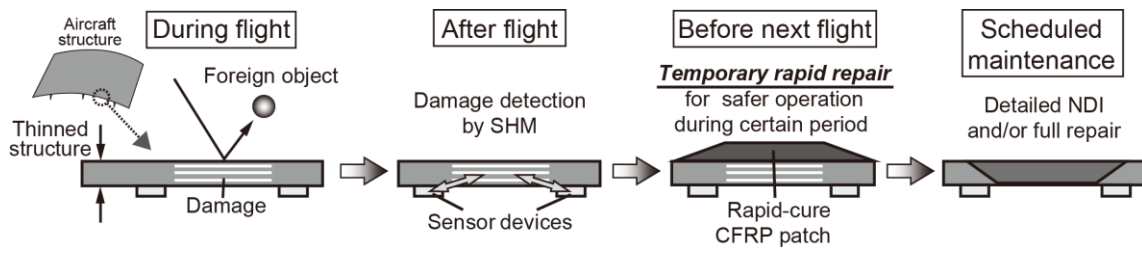 During flight
Aircraft
structure
Foreign object
Thinned
structure
Damage
After flight
Damage detection
by SHM
Sensor devices
Before next flight
Temporary rapid repair
for safer operation
during certain period
Rapid-cure
CFRP patch
Scheduled
maintenance
Detailed NDI
and/or full repair